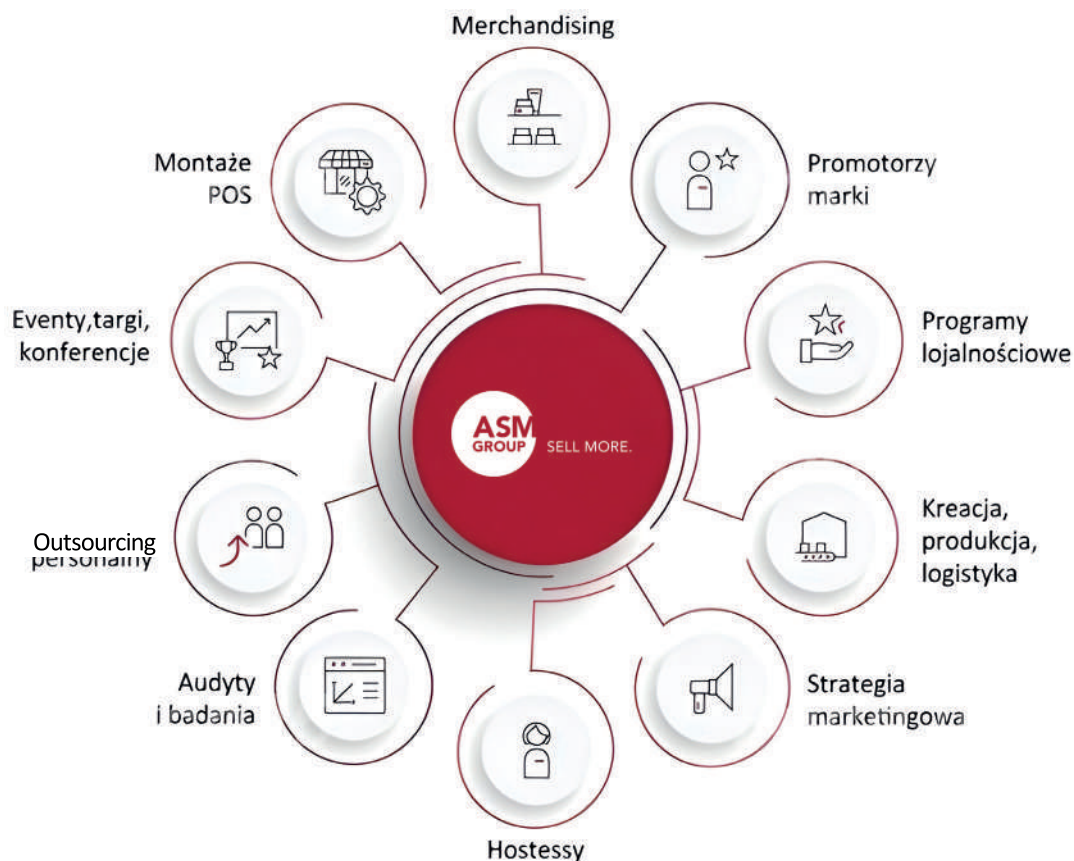 Merchandising
Promotorzy
marki
Programy
lojalnościowe
Kreacja,
produkcja,
logistyka
Strategia
marketingowa
Hostessy
Audyty
i badania
Outsourcing
personalny
Eventy,targi,
konferencje
Montaże
POS
ASM
GROUP SELL MORE.